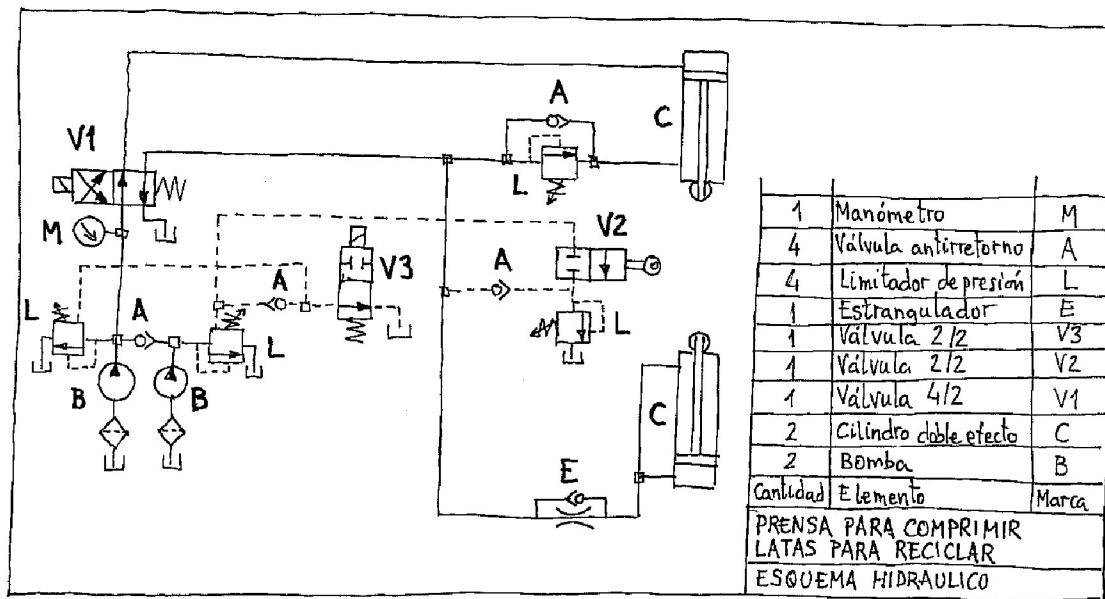 A
C
V1
L
M
V2
V3
A
A
L
A
L
L
B
B
C
E
1 Manómetro M
4 Válvula antirretorno A
4 Limitador de presión L
1 Estrangulador E
1 Válvula 2/2 V3
1 Válvula 2/2 V2
1 Válvula 4/2 V1
2 Cilindro doble efecto C
2 Bomba B
Cantidad Elemento Marca
PRENSA PARA COMPRIMIR
LATAS PARA RECICLAR
ESQUEMA HIDRAULICO